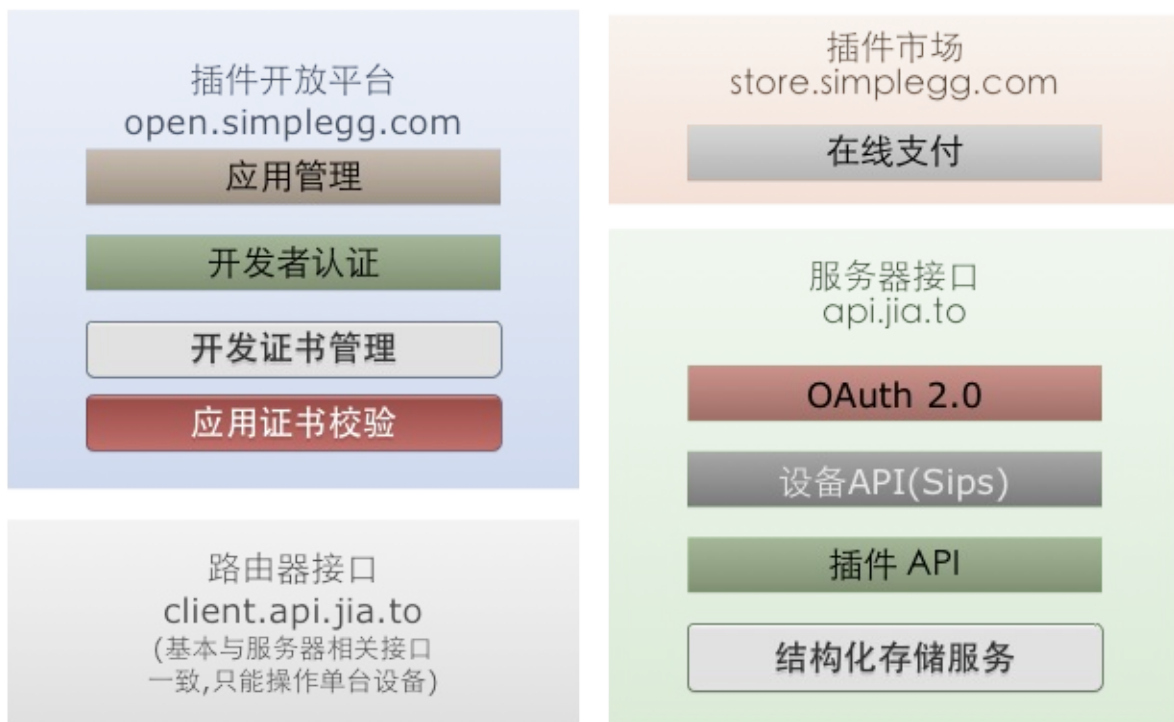 插件开放平台
open.simplegg.com
应用管理
开发者认证
开发证书管理
应用证书校验
路由器接口
client.api.jia.to
(基本与服务器相关接口
一致,只能操作单台设备)
插件市场
store.simplegg.com
在线支付
服务器接口
api.jia.to
OAuth 2.0
设备API(Sips)
插件 API
结构化存储服务